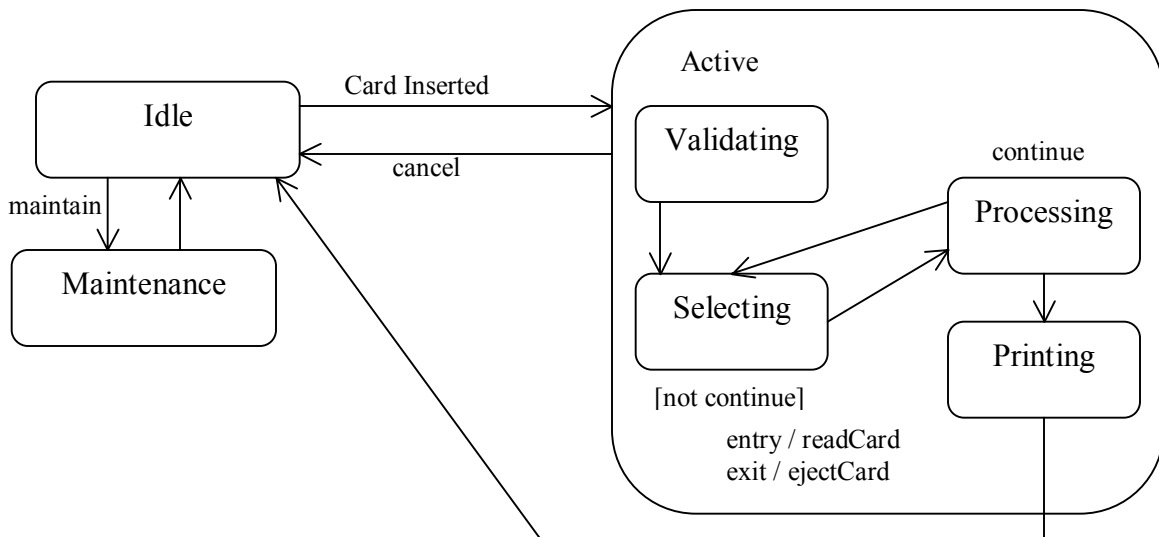 Active
Card Inserted
Idle
Validating
cancel
continue
maintain
Processing
Maintenance
Selecting
Printing
[not continue]
entry / readCard
exit / ejectCard